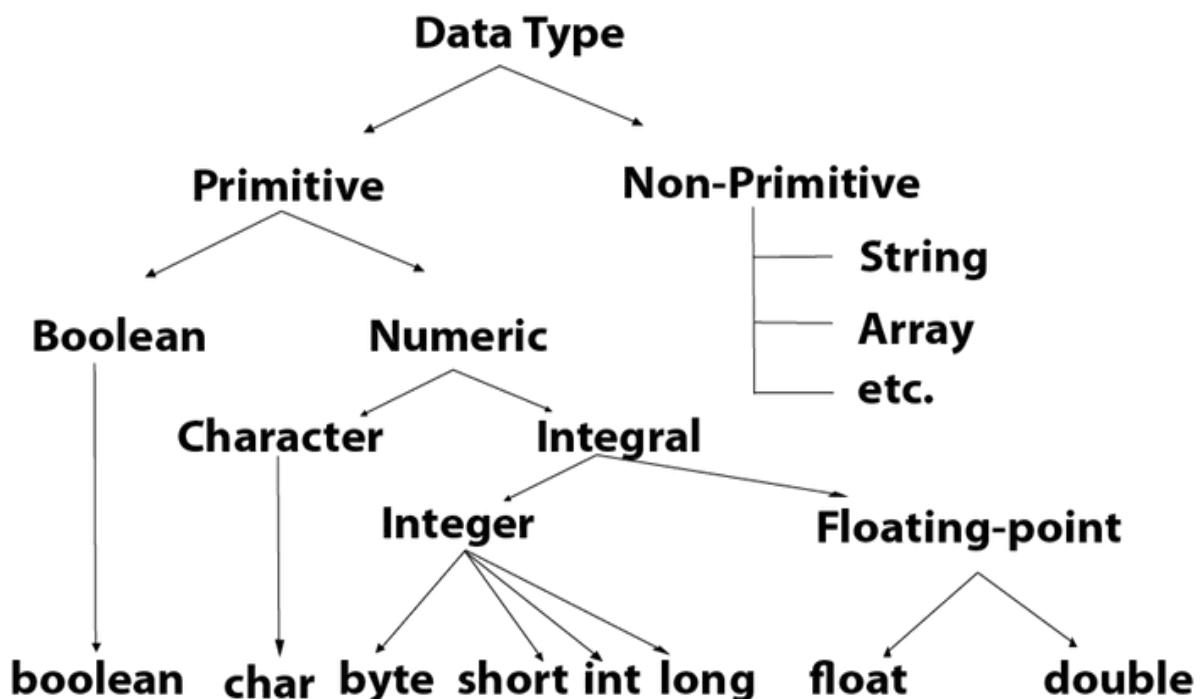 Data Type
Primitive
Non-Primitive
String
Array
etc.
Boolean
Numeric
Character
Integral
Integer
Floating-point
boolean
char
byte
short
int
long
float
double